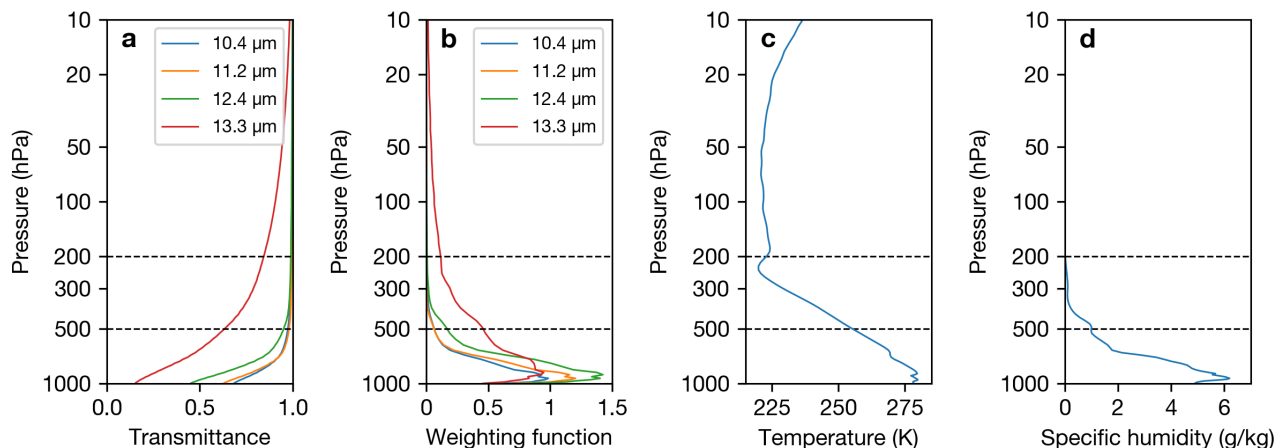 a
10.4 µm
11.2 µm
12.4 µm
13.3 µm
10
20
50
100
200
300
500
1000
Pressure (hPa)
0.0
0.5
1.0
Transmittance
b
10.4 µm
11.2 µm
12.4 µm
13.3 µm
10
20
50
100
200
300
500
1000
Pressure (hPa)
0
0.5
1.0
1.5
Weighting function
c
10
20
50
100
200
300
500
1000
Pressure (hPa)
225
250
275
Temperature (K)
d
10
20
50
100
200
300
500
1000
Pressure (hPa)
0
2
4
6
Specific humidity (g/kg)